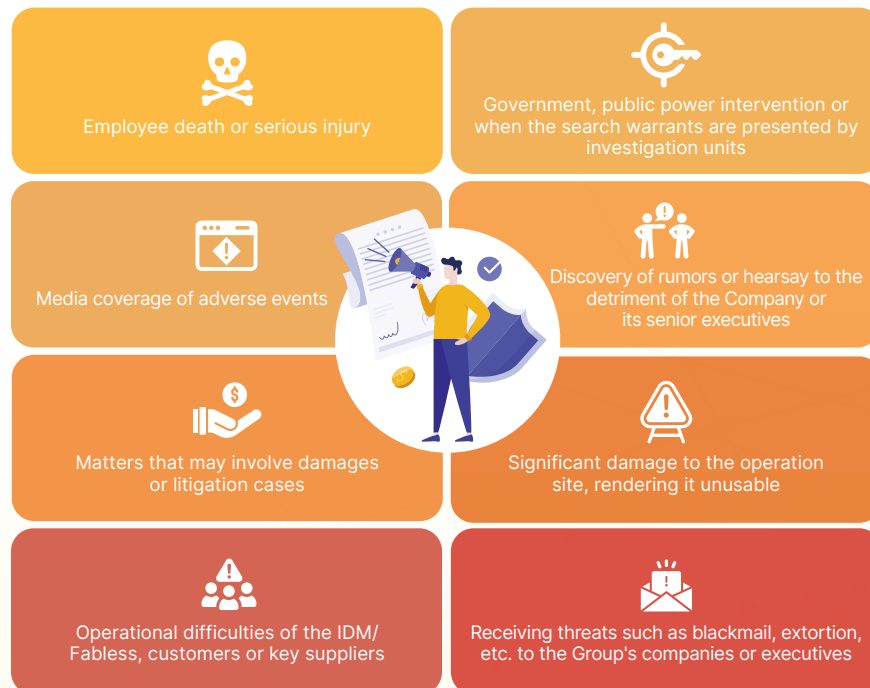 Employee death or serious injury
Government, public power intervention or
when the search warrants are presented by
investigation units
Media coverage of adverse events
Discovery of rumors or hearsay to the
detriment of the Company or
its senior executives
Matters that may involve damages
or litigation cases
Significant damage to the operation
site, rendering it unusable
Operational difficulties of the IDM/
Fabless, customers or key suppliers
Receiving threats such as blackmail, extortion,
etc. to the Group's companies or executives